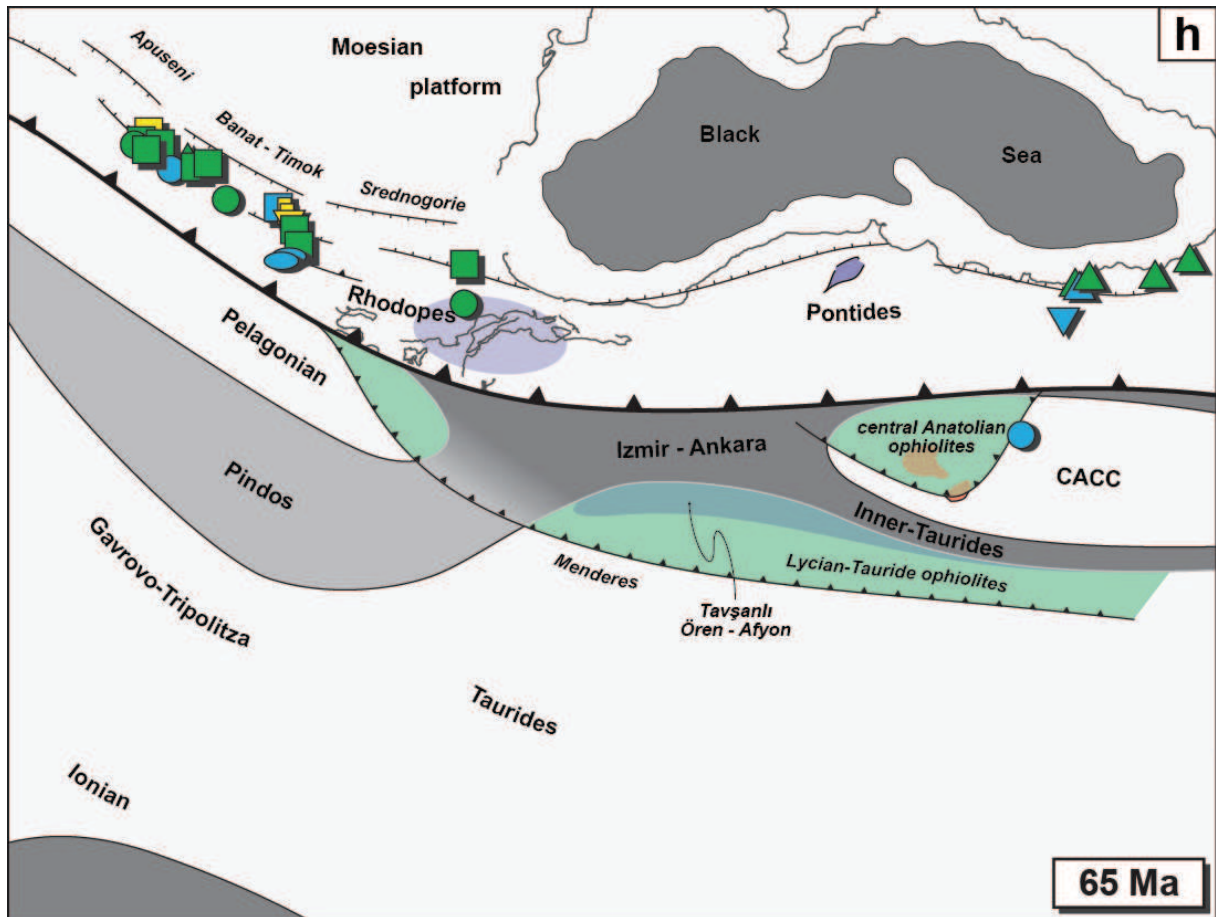 h
Apuseni
Moesian
platform
Banat - Timok
Srednogorie
Black
Sea
Rhodopes
Pontides
Pelagonian
Izmir - Ankara
central Anatolian
ophiolites
CACC
Pindos
Inner-Taurides
Gavrovo-Tripolitza
Menderes
Lycian-Tauride ophiolites
Tavşanlı
Ören - Afyon
Taurides
Ionian
65 Ma